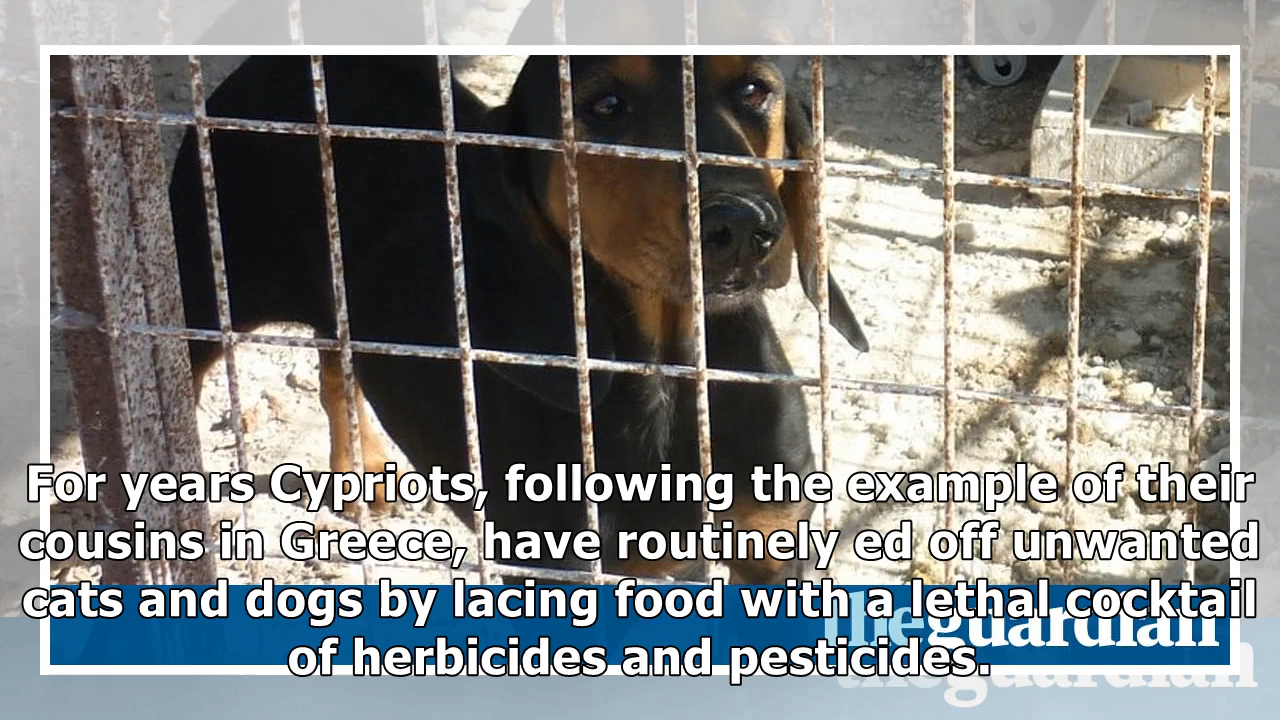 For years Cypriots, following the example of their
cousins in Greece, have routinely ed off unwanted
cats and dogs by lacing food with a lethal cocktail
of herbicides and pesticides.
theguardian
theguardian